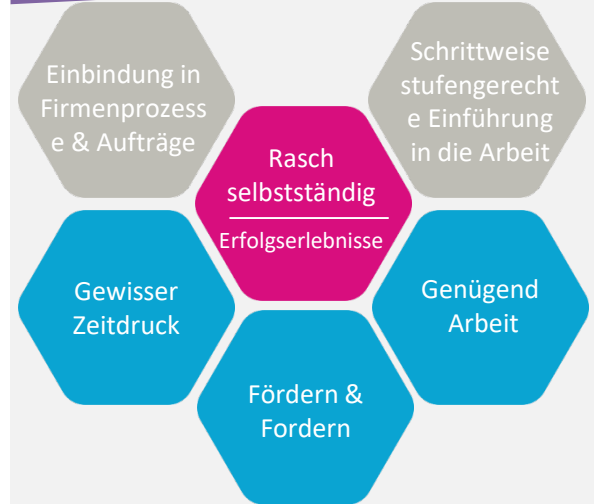 Einbindung in
Firmenprozess
e & Aufträge
Schrittweise
stufengerecht
e Einführung
in die Arbeit
Rasch
selbstständig
Erfolgserlebnisse
Gewisser
Zeitdruck
Genügend
Arbeit
Fördern &
Fordern